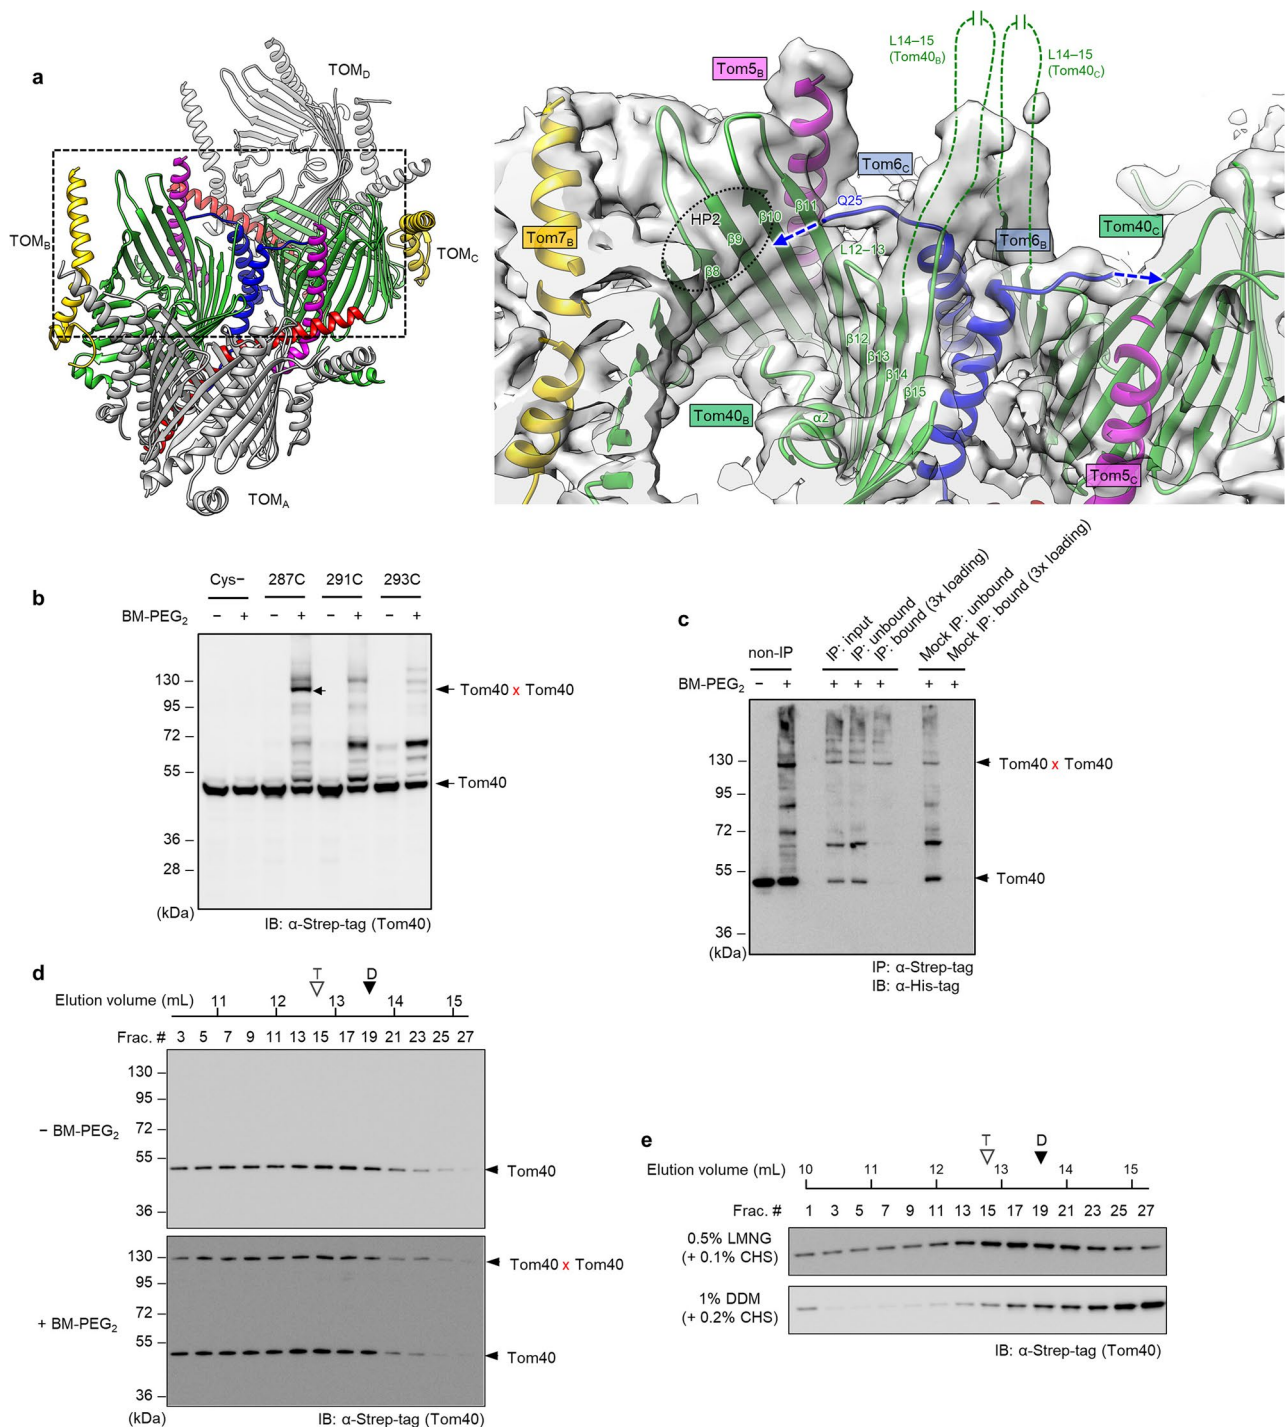 a
TOM_D
TOM_B
TOM_C
TOM_A
L14–15
(Tom40_B)
L14–15
(Tom40_C)
Tom5_B
Tom6_C
Q25
HP2
β11
β10
β9
β8
L12–13
Tom7_B
Tom6_B
Tom40_C
β12
β13
β14
β15
Tom40_B
α2
Tom5_C
b
Cys− 287C 291C 293C
BM-PEG₂ − + − + − + − +
130
95
72
55
36
28
(kDa)
Tom40 x Tom40
Tom40
IB: α-Strep-tag (Tom40)
c
non-IP
IP: input
IP: unbound
IP: bound (3x loading)
Mock IP: unbound
Mock IP: bound (3x loading)
BM-PEG₂ − + + + + + +
130
95
72
55
36
(kDa)
Tom40 x Tom40
Tom40
IP: α-Strep-tag
IB: α-His-tag
d
T D
Elution volume (mL) 11 12 13 14 15
Frac. # 3 5 7 9 11 13 15 17 19 21 23 25 27
− BM-PEG₂
130
95
72
55
36
Tom40
+ BM-PEG₂
130
95
72
55
36
(kDa)
Tom40 x Tom40
Tom40
IB: α-Strep-tag (Tom40)
e
T D
Elution volume (mL) 10 11 12 13 14 15
Frac. # 1 3 5 7 9 11 13 15 17 19 21 23 25 27
0.5% LMNG
(+ 0.1% CHS)
1% DDM
(+ 0.2% CHS)
IB: α-Strep-tag (Tom40)